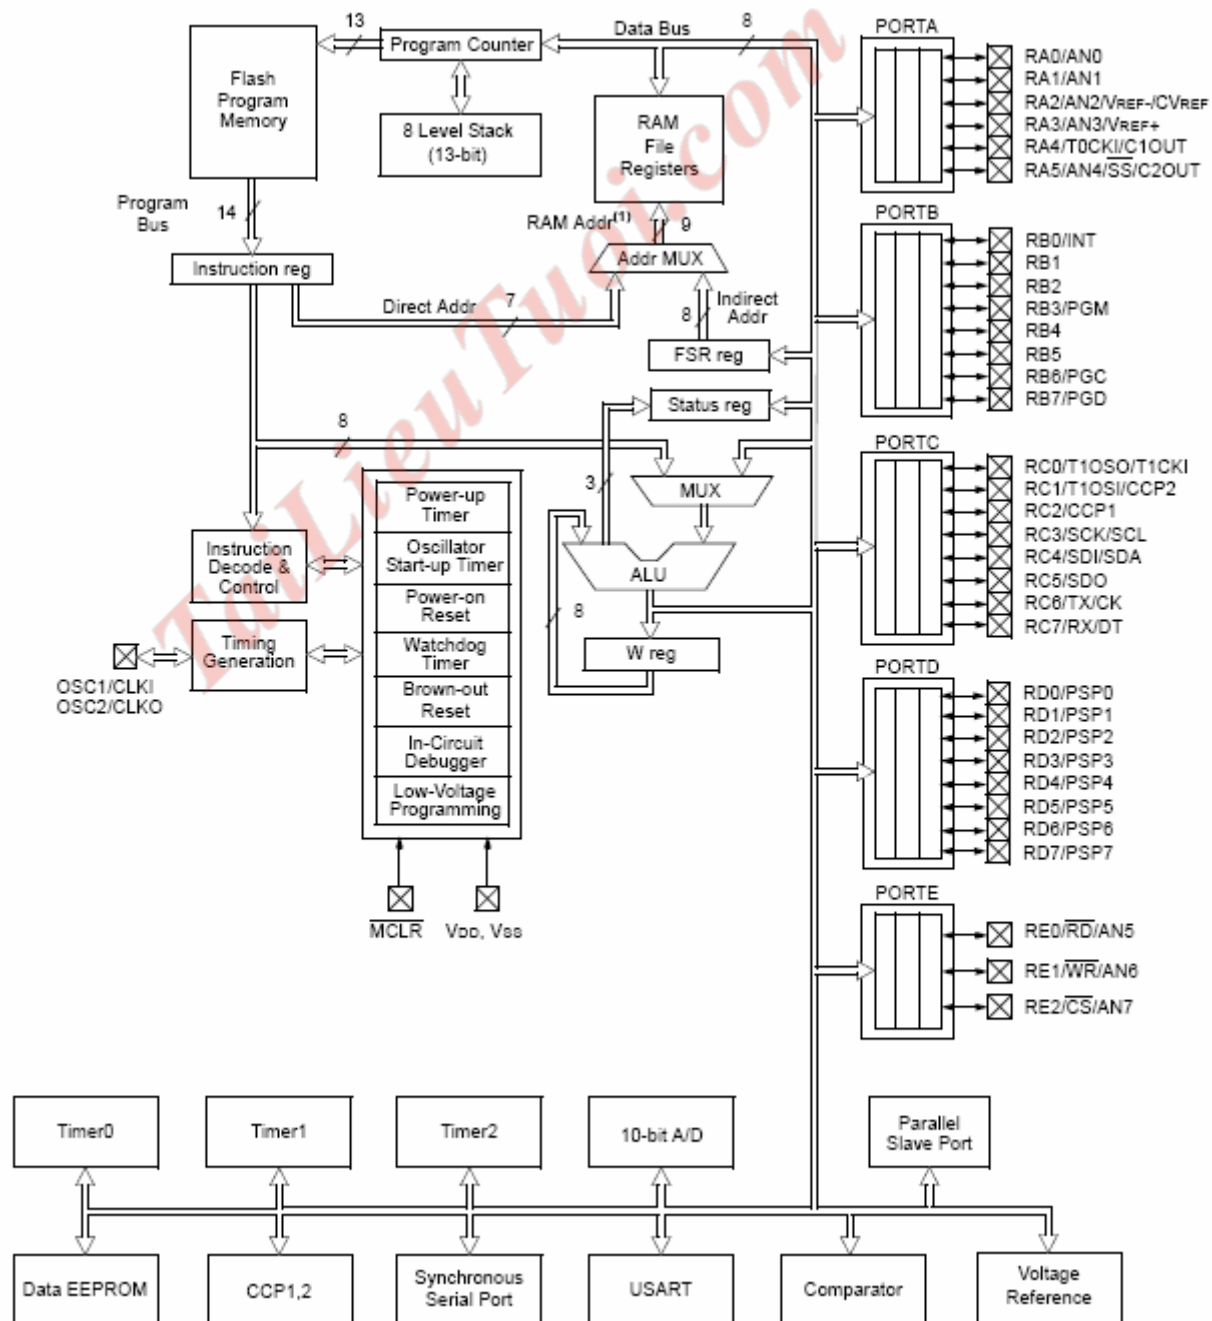 13
Data Bus
8
PORTA
Program Counter
Flash
Program
Memory
8 Level Stack
(13-bit)
RAM
File
Registers
RA0/AN0
RA1/AN1
RA2/AN2/VREF-/CVREF
RA3/AN3/VREF+
RA4/T0CKI/C1OUT
RA5/AN4/SS/C2OUT
Program
Bus
14
RAM Addr(1)
9
PORTB
Instruction reg
Addr MUX
Direct Addr
7
8
Indirect
Addr
RB0/INT
RB1
RB2
RB3/PGM
RB4
RB5
RB6/PGC
RB7/PGD
FSR reg
Status reg
8
3
MUX
PORTC
RC0/T1OSO/T1CKI
RC1/T1OSI/CCP2
RC2/CCP1
RC3/SCK/SCL
RC4/SDI/SDA
RC5/SDO
RC6/TX/CK
RC7/RX/DT
Power-up
Timer
Oscillator
Start-up Timer
Power-on
Reset
Watchdog
Timer
Brown-out
Reset
In-Circuit
Debugger
Low-Voltage
Programming
Instruction
Decode &
Control
Timing
Generation
OSC1/CLKI
OSC2/CLKO
ALU
8
W reg
MCLR
VDD, VSS
PORTD
RD0/PSP0
RD1/PSP1
RD2/PSP2
RD3/PSP3
RD4/PSP4
RD5/PSP5
RD6/PSP6
RD7/PSP7
PORTE
RE0/RD/AN5
RE1/WR/AN6
RE2/CS/AN7
Timer0
Timer1
Timer2
10-bit A/D
Parallel
Slave Port
Data EEPROM
CCP1,2
Synchronous
Serial Port
USART
Comparator
Voltage
Reference
TaiLieuTuoi.com